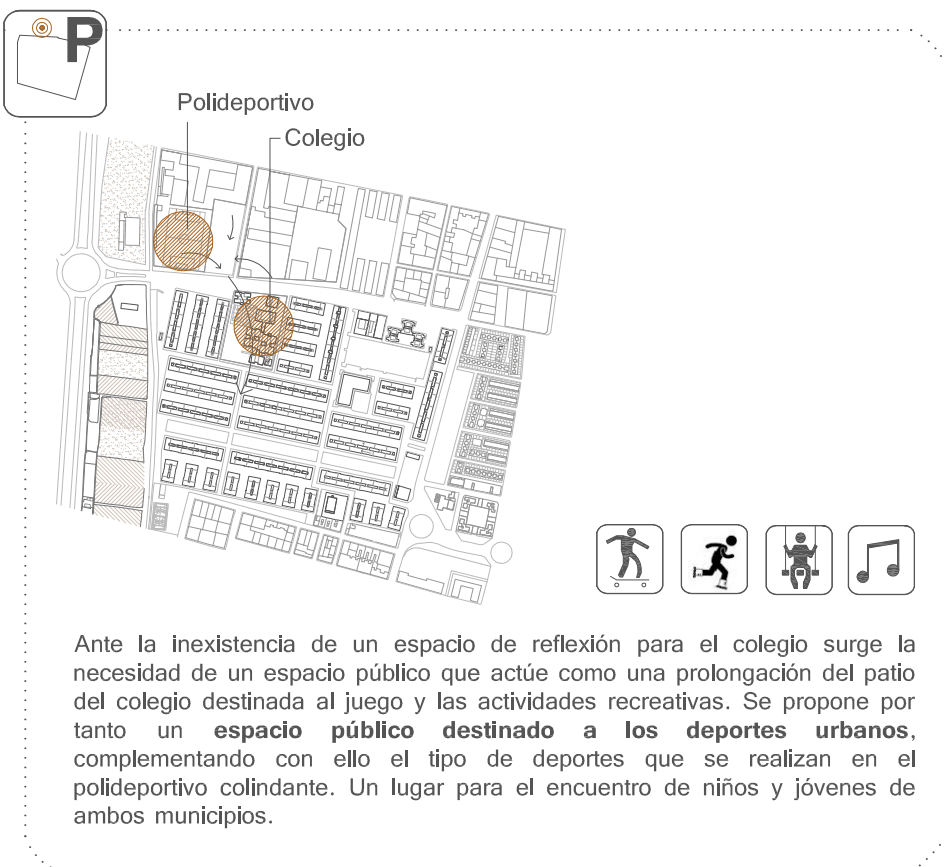 P
Polideportivo
Colegio
Ante la inexistencia de un espacio de reflexión para el colegio surge la
necesidad de un espacio público que actúe como una prolongación del patio
del colegio destinada al juego y las actividades recreativas. Se propone por
tanto un espacio público destinado a los deportes urbanos,
complementando con ello el tipo de deportes que se realizan en el
polideportivo colindante. Un lugar para el encuentro de niños y jóvenes de
ambos municipios.